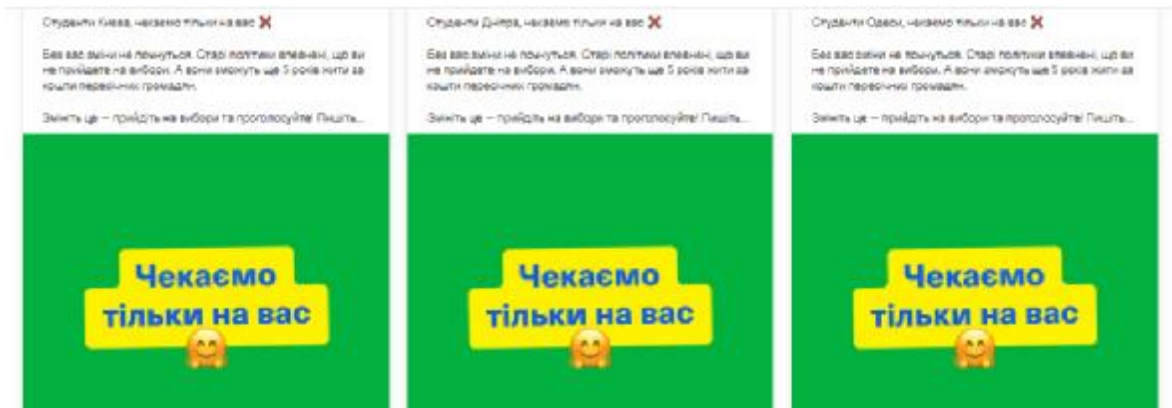 Студенти Києва, чекаємо тільки на вас ❌
Без вас зміни не почнуться. Старі політики впевнені, що ви
не прийдете на вибори. А вони зможуть ще 5 років жити за
кошти пересічних громадян.
Змініть це – прийдіть на вибори та проголосуйте! Пишіть...
Чекаємо
тільки на вас
🤗
Студенти Дніпра, чекаємо тільки на вас ❌
Без вас зміни не почнуться. Старі політики впевнені, що ви
не прийдете на вибори. А вони зможуть ще 5 років жити за
кошти пересічних громадян.
Змініть це – прийдіть на вибори та проголосуйте! Пишіть...
Чекаємо
тільки на вас
🤗
Студенти Одеси, чекаємо тільки на вас ❌
Без вас зміни не почнуться. Старі політики впевнені, що ви
не прийдете на вибори. А вони зможуть ще 5 років жити за
кошти пересічних громадян.
Змініть це – прийдіть на вибори та проголосуйте! Пишіть...
Чекаємо
тільки на вас
🤗